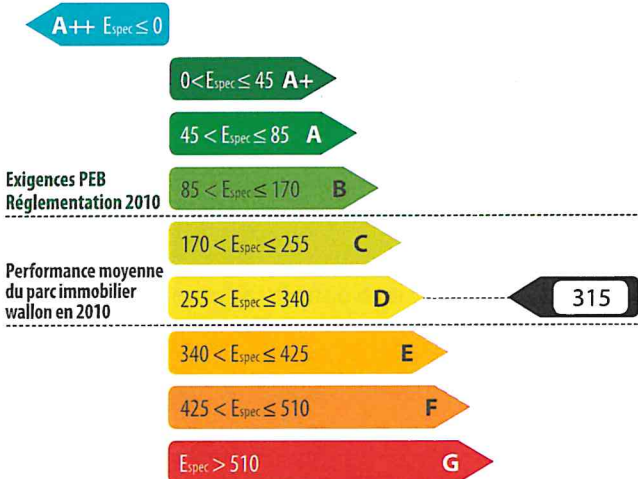 A++ Espec ≤ 0
0<Espec ≤ 45 A+
45 < Espec ≤ 85 A
Exigences PEB
Réglementation 2010
85 < Espec ≤ 170 B
170 < Espec ≤ 255 C
Performance moyenne
du parc immobilier
wallon en 2010
255 < Espec ≤ 340 D
315
340 < Espec ≤ 425 E
425 < Espec ≤ 510 F
Espec > 510 G